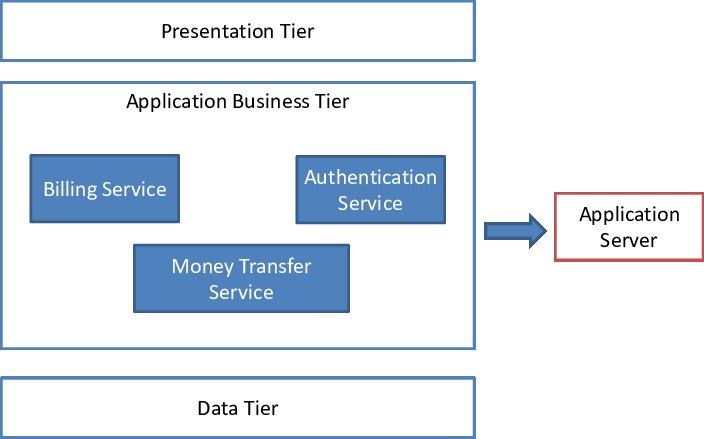 Presentation Tier
Application Business Tier
Billing Service
Authentication
Service
Money Transfer
Service
Application
Server
Data Tier